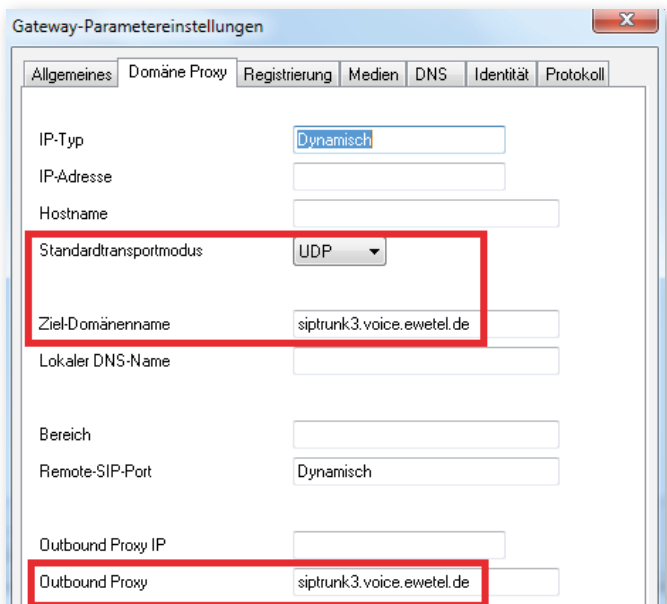 Gateway-Parametereinstellungen
x
Allgemeines Domäne Proxy Registrierung Medien DNS Identität Protokoll
IP-Typ Dynamisch
IP-Adresse
Hostname
Standardtransportmodus UDP
Ziel-Domänenname siptrunk3.voice.ewetel.de
Lokaler DNS-Name
Bereich
Remote-SIP-Port Dynamisch
Outbound Proxy IP
Outbound Proxy siptrunk3.voice.ewetel.de